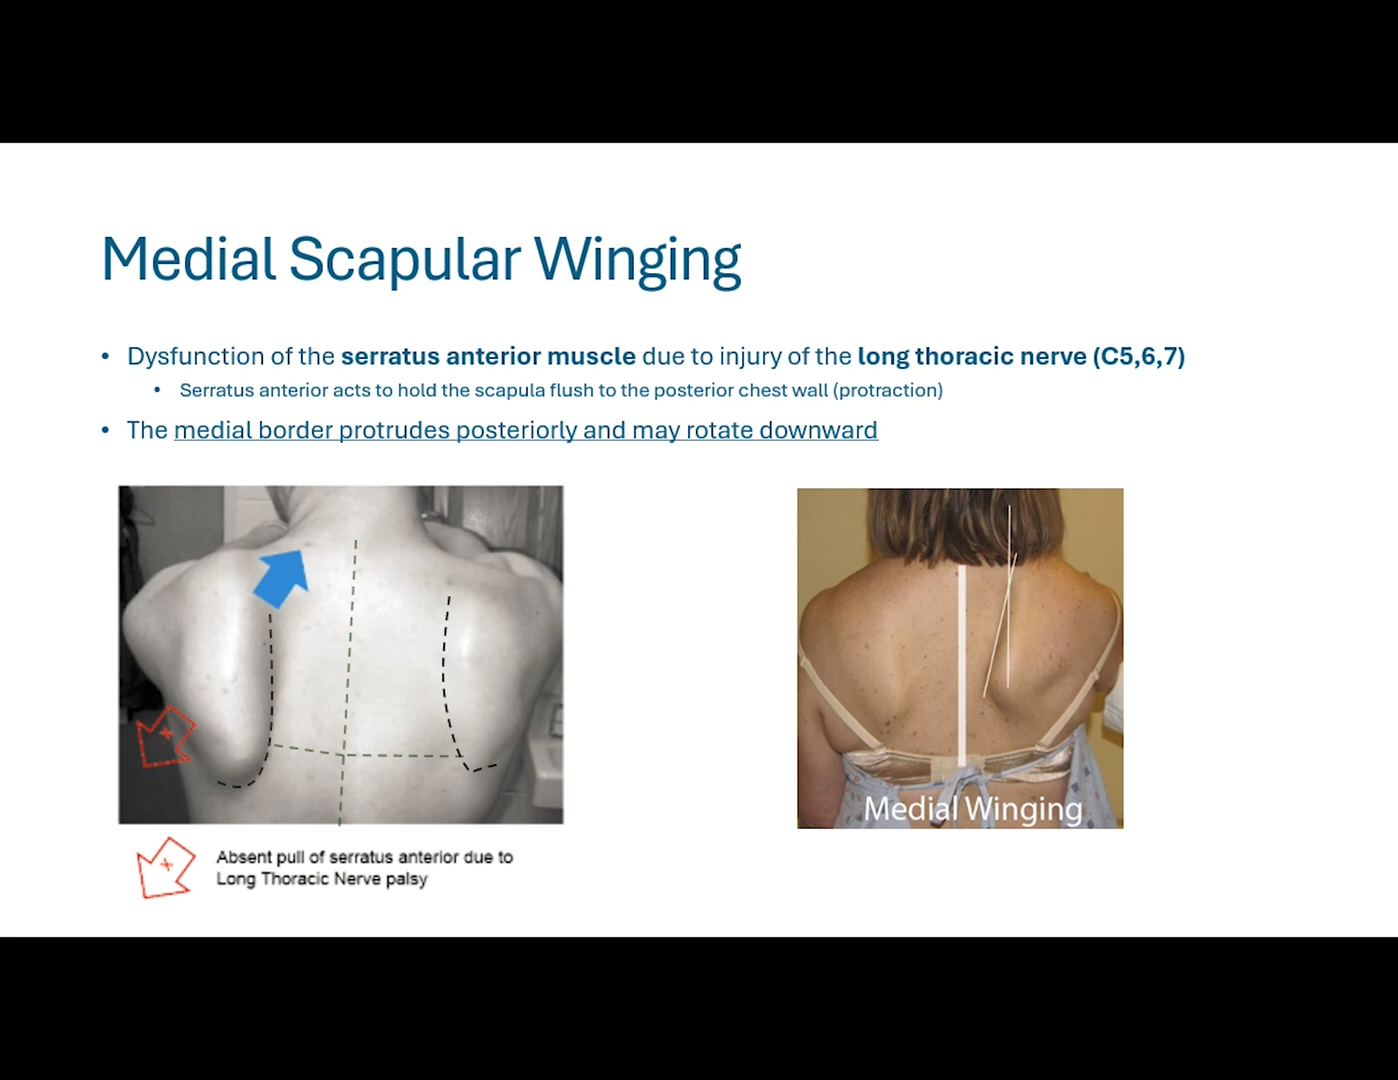 Medial Scapular Winging
• Dysfunction of the serratus anterior muscle due to injury of the long thoracic nerve (C5,6,7)
• Serratus anterior acts to hold the scapula flush to the posterior chest wall (protraction)
• The medial border protrudes posteriorly and may rotate downward
Medial Winging
Absent pull of serratus anterior due to
Long Thoracic Nerve palsy